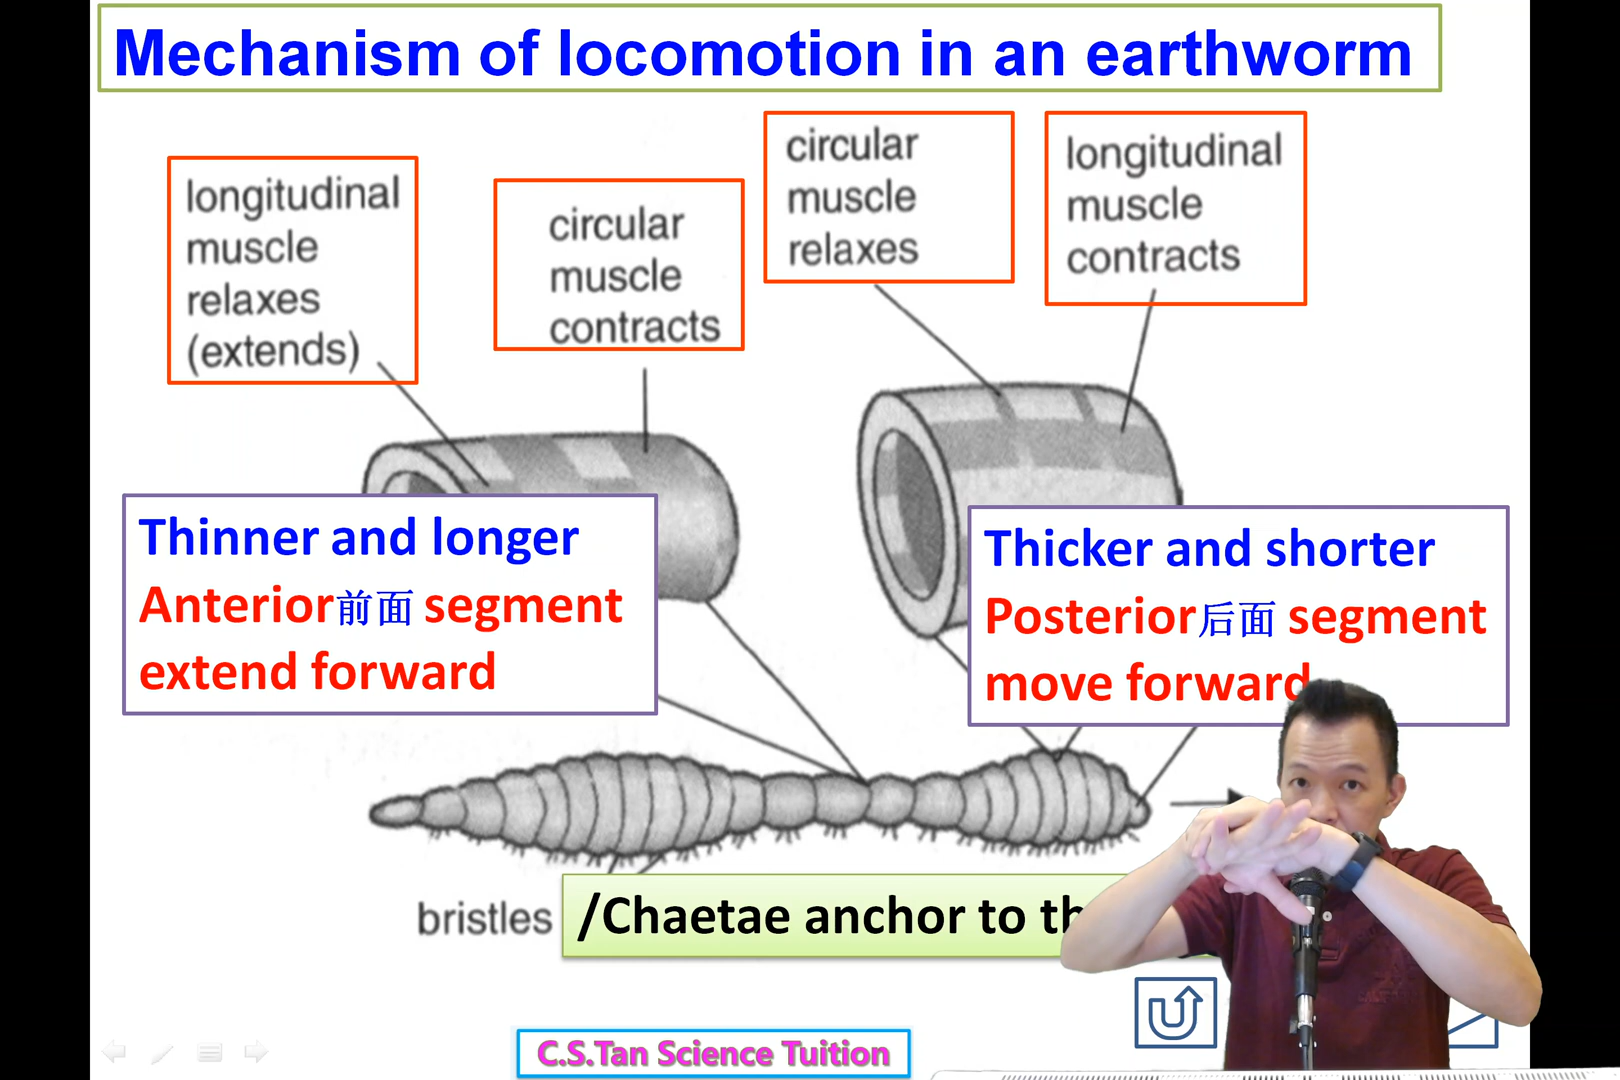 Mechanism of locomotion in an earthworm
longitudinal
muscle
relaxes
(extends)
circular
muscle
contracts
circular
muscle
relaxes
longitudinal
muscle
contracts
Thinner and longer
Anterior前面 segment
extend forward
Thicker and shorter
Posterior后面 segment
move forward
bristles
/Chaetae anchor to
C.S.Tan Science Tuition